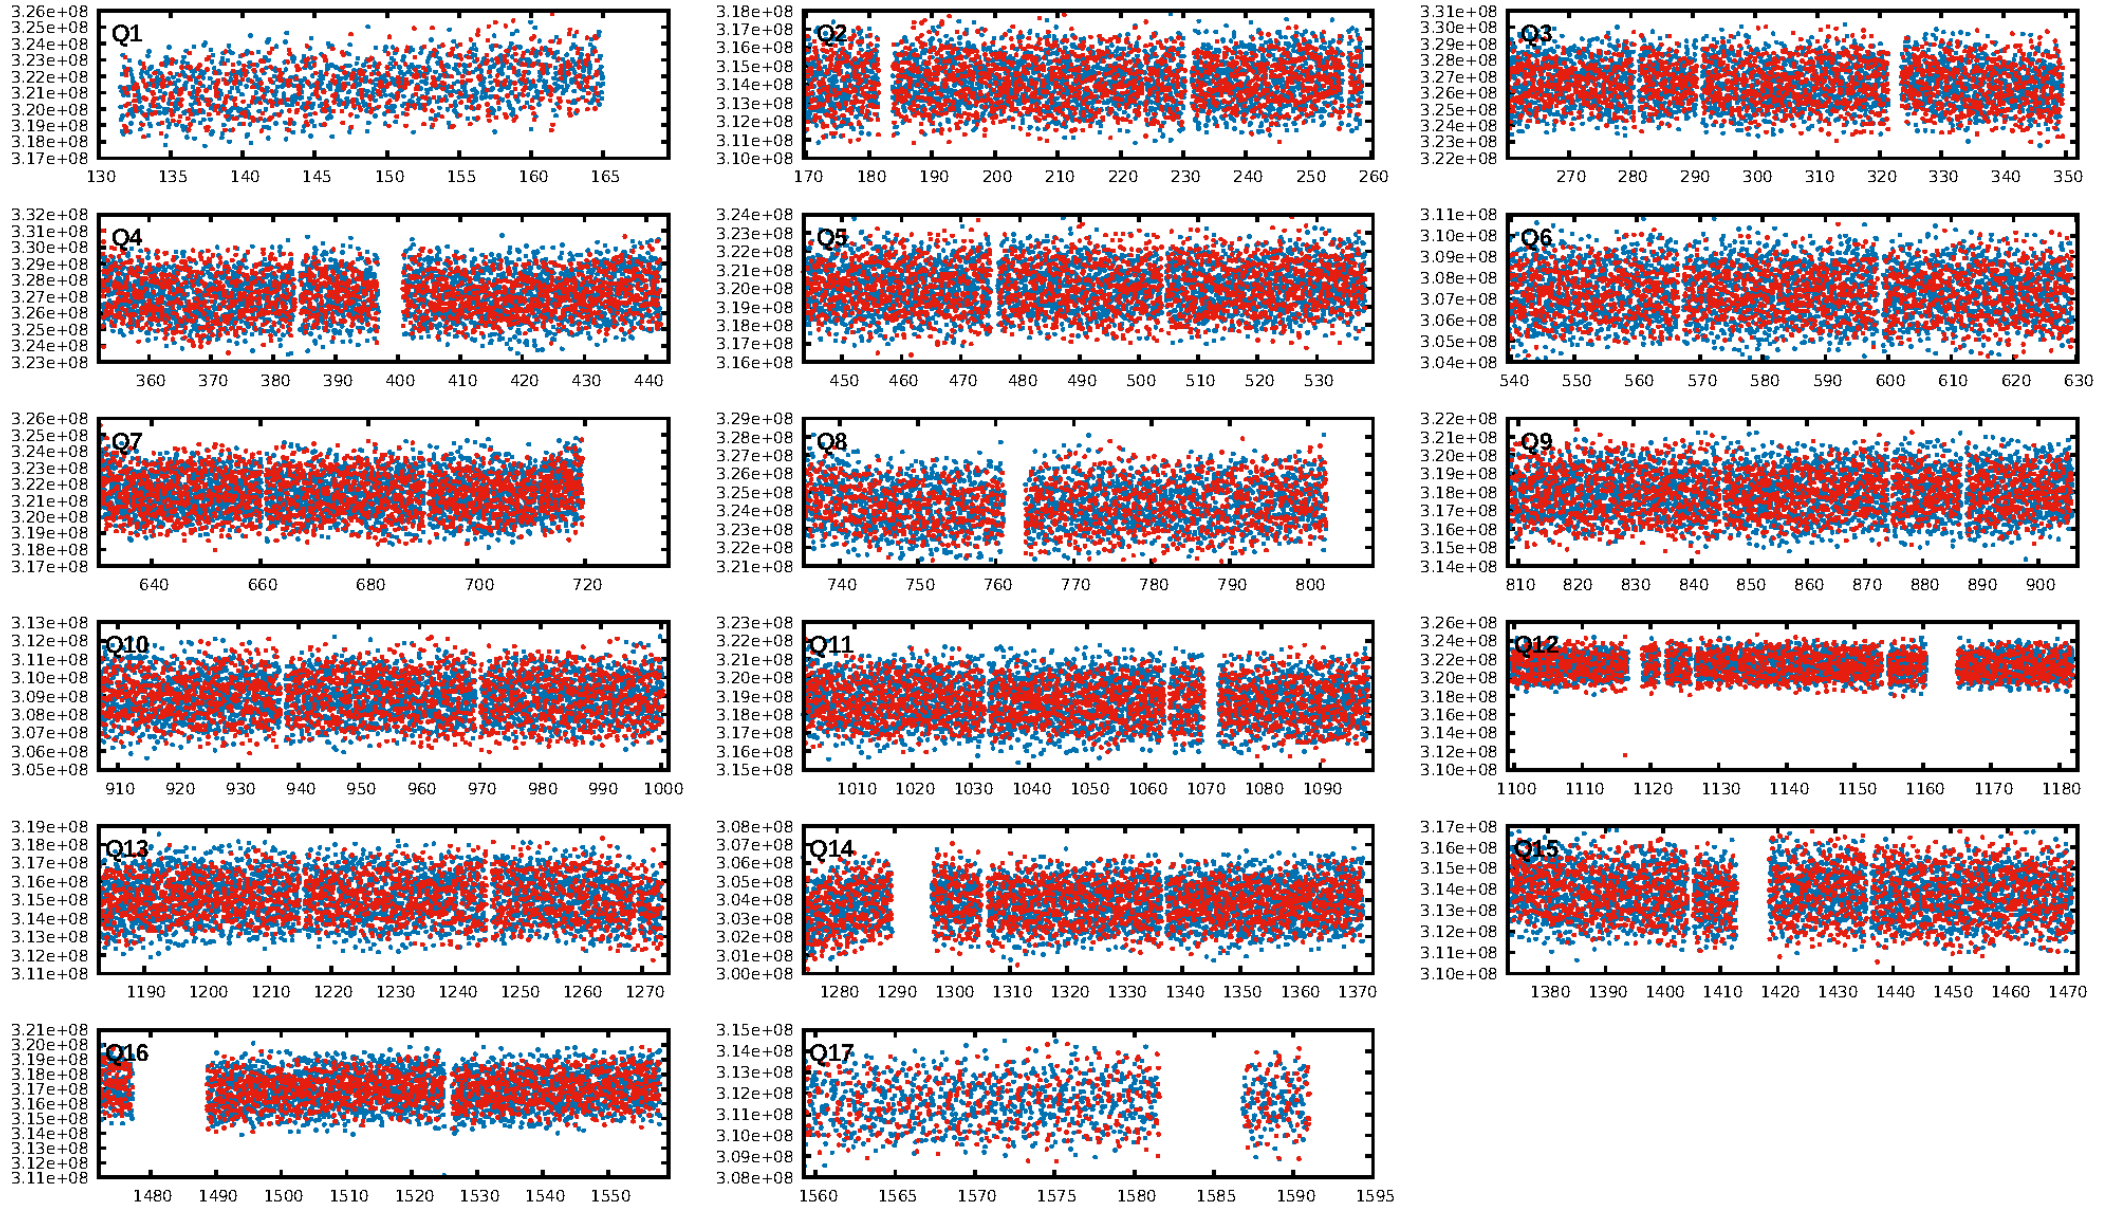 Q1
3.26e+08
3.25e+08
3.24e+08
3.23e+08
3.22e+08
3.21e+08
3.20e+08
3.19e+08
3.18e+08
3.17e+08
130 135 140 145 150 155 160 165
Q2
3.18e+08
3.17e+08
3.16e+08
3.15e+08
3.14e+08
3.13e+08
3.12e+08
3.11e+08
3.10e+08
170 180 190 200 210 220 230 240 250 260
Q3
3.31e+08
3.30e+08
3.29e+08
3.28e+08
3.27e+08
3.26e+08
3.25e+08
3.24e+08
3.23e+08
3.22e+08
270 280 290 300 310 320 330 340 350
Q4
3.32e+08
3.31e+08
3.30e+08
3.29e+08
3.28e+08
3.27e+08
3.26e+08
3.25e+08
3.24e+08
3.23e+08
360 370 380 390 400 410 420 430 440
Q5
3.24e+08
3.23e+08
3.22e+08
3.21e+08
3.20e+08
3.19e+08
3.18e+08
3.17e+08
3.16e+08
450 460 470 480 490 500 510 520 530
Q6
3.11e+08
3.10e+08
3.09e+08
3.08e+08
3.07e+08
3.06e+08
3.05e+08
3.04e+08
540 550 560 570 580 590 600 610 620 630
Q7
3.26e+08
3.25e+08
3.24e+08
3.23e+08
3.22e+08
3.21e+08
3.20e+08
3.19e+08
3.18e+08
3.17e+08
640 660 680 700 720
Q8
3.29e+08
3.28e+08
3.27e+08
3.26e+08
3.25e+08
3.24e+08
3.23e+08
3.22e+08
3.21e+08
740 750 760 770 780 790 800
Q9
3.22e+08
3.21e+08
3.20e+08
3.19e+08
3.18e+08
3.17e+08
3.16e+08
3.15e+08
3.14e+08
810 820 830 840 850 860 870 880 890 900
Q10
3.13e+08
3.12e+08
3.11e+08
3.10e+08
3.09e+08
3.08e+08
3.07e+08
3.06e+08
3.05e+08
910 920 930 940 950 960 970 980 990 1000
Q11
3.23e+08
3.22e+08
3.21e+08
3.20e+08
3.19e+08
3.18e+08
3.17e+08
3.16e+08
3.15e+08
1010 1020 1030 1040 1050 1060 1070 1080 1090
Q12
3.26e+08
3.24e+08
3.22e+08
3.20e+08
3.18e+08
3.16e+08
3.14e+08
3.12e+08
3.10e+08
1100 1110 1120 1130 1140 1150 1160 1170 1180
Q13
3.19e+08
3.18e+08
3.17e+08
3.16e+08
3.15e+08
3.14e+08
3.13e+08
3.12e+08
3.11e+08
1190 1200 1210 1220 1230 1240 1250 1260 1270
Q14
3.08e+08
3.07e+08
3.06e+08
3.05e+08
3.04e+08
3.03e+08
3.02e+08
3.01e+08
3.00e+08
1280 1290 1300 1310 1320 1330 1340 1350 1360 1370
Q15
3.17e+08
3.16e+08
3.15e+08
3.14e+08
3.13e+08
3.12e+08
3.11e+08
3.10e+08
1380 1390 1400 1410 1420 1430 1440 1450 1460 1470
Q16
3.21e+08
3.20e+08
3.19e+08
3.18e+08
3.17e+08
3.16e+08
3.15e+08
3.14e+08
3.13e+08
3.12e+08
3.11e+08
1480 1490 1500 1510 1520 1530 1540 1550
Q17
3.15e+08
3.14e+08
3.13e+08
3.12e+08
3.11e+08
3.10e+08
3.09e+08
3.08e+08
1560 1565 1570 1575 1580 1585 1590 1595